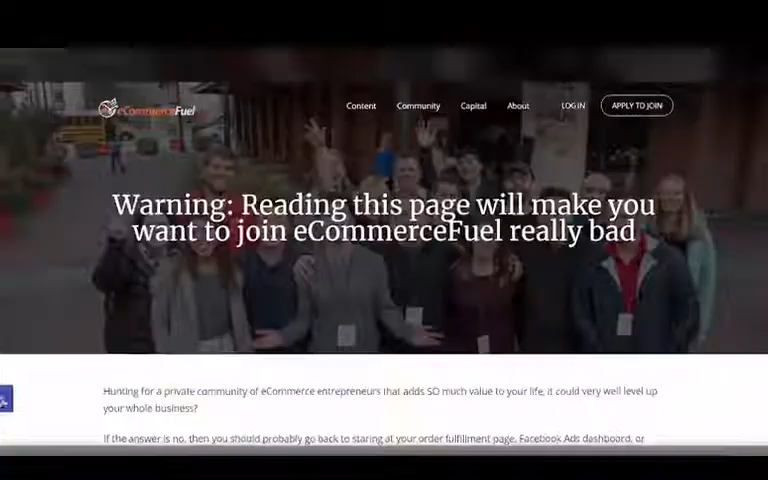 eCommerceFuel
Content Community Capital About LOG IN APPLY TO JOIN
Warning: Reading this page will make you
want to join eCommerceFuel really bad
Hunting for a private community of eCommerce entrepreneurs that adds SO much value to your life, it could very well level up
your whole business?
If the answer is no, then you should probably go back to staring at your order fulfillment page, Facebook Ads dashboard, or